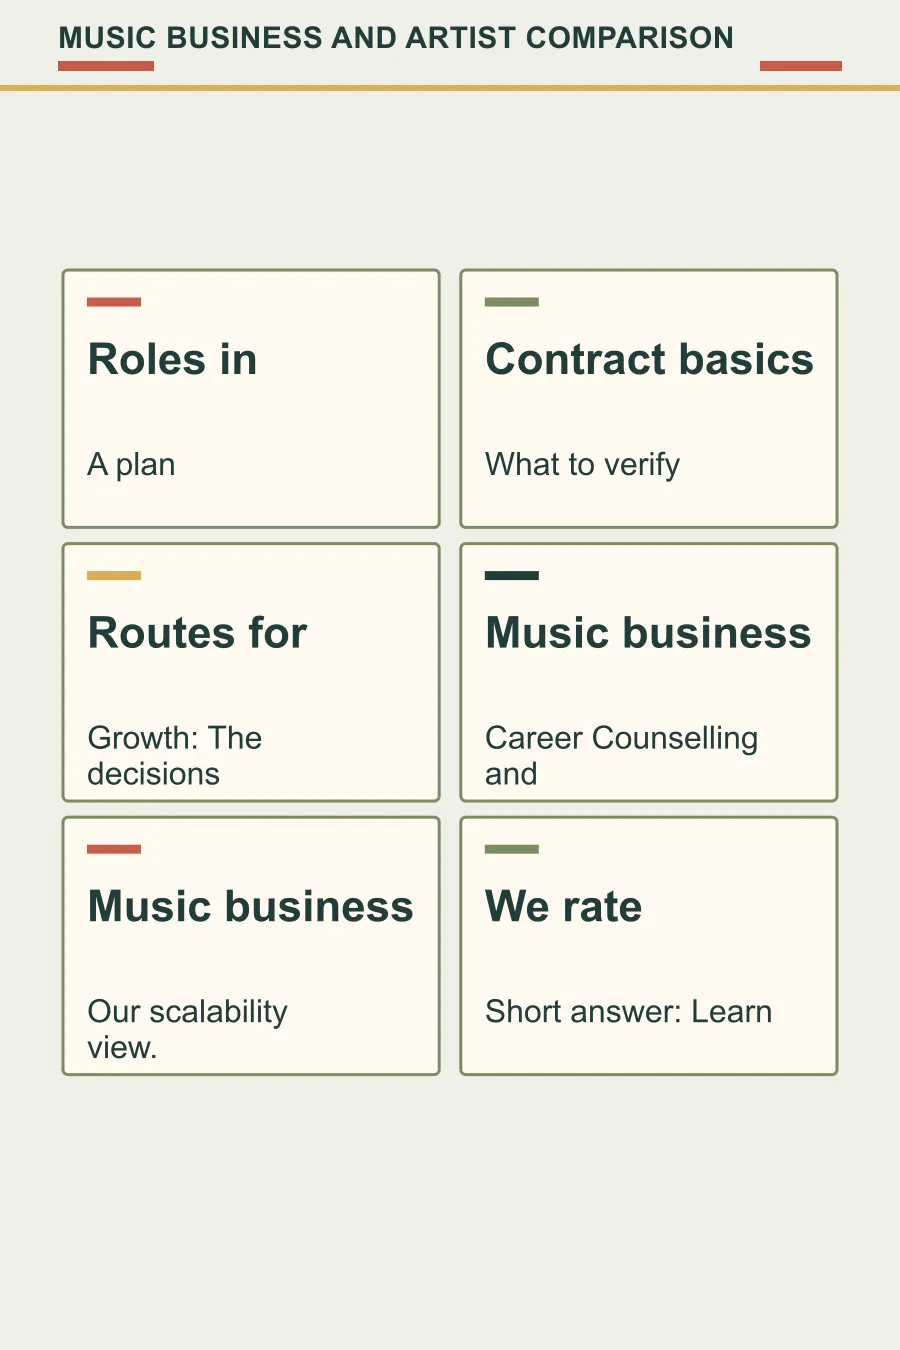 MUSIC BUSINESS AND ARTIST COMPARISON
Roles in
A plan
Contract basics
What to verify
Routes for
Growth: The
decisions
Music business
Career Counselling
and
Music business
Our scalability
view.
We rate
Short answer: Learn